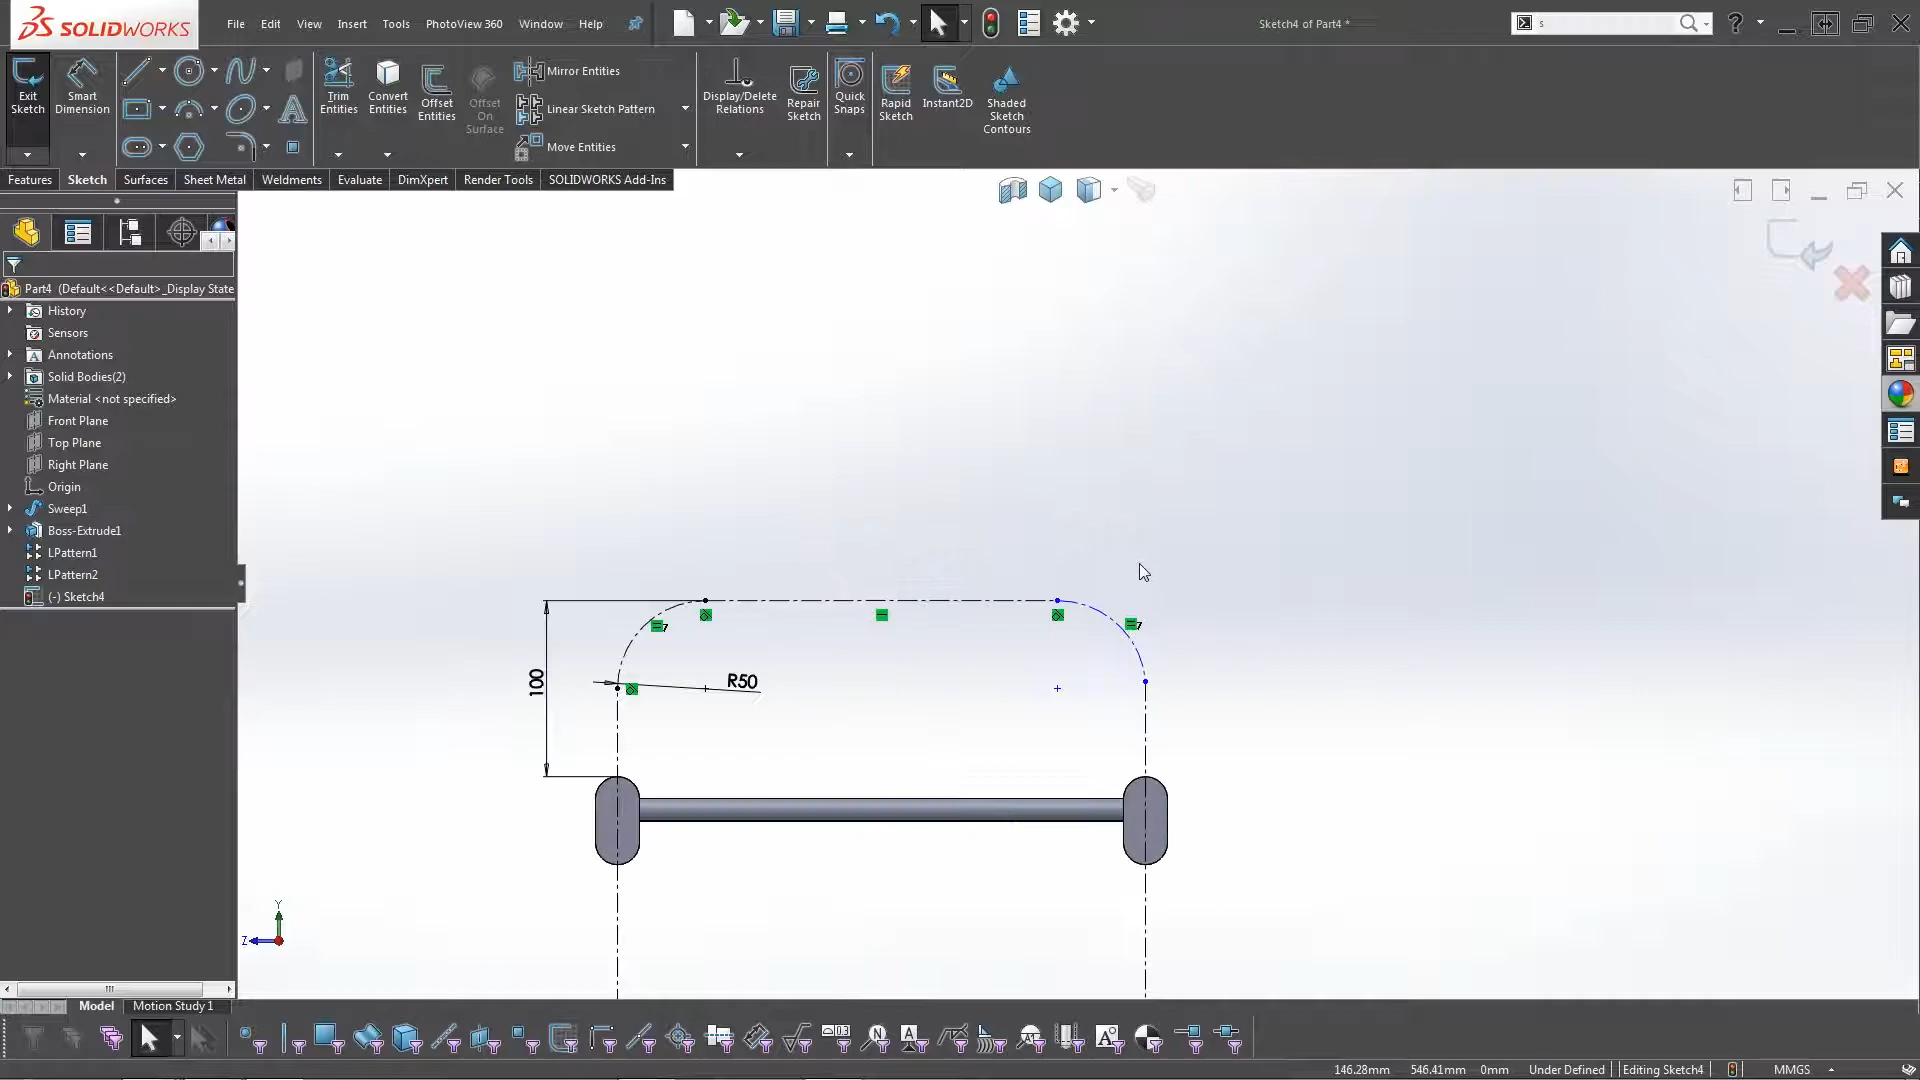 SOLIDWORKS
File Edit View Insert Tools PhotoView 360 Window Help
Sketch4 of Part4 *
s
Exit Sketch
Smart Dimension
Trim Entities
Convert Entities
Offset Entities
Offset On Surface
Mirror Entities
Linear Sketch Pattern
Move Entities
Display/Delete Relations
Repair Sketch
Quick Snaps
Rapid Sketch
Instant2D
Shaded Sketch Contours
Features Sketch Surfaces Sheet Metal Weldments Evaluate DimXpert Render Tools SOLIDWORKS Add-Ins
Part4 (Default<<Default>_Display State
History
Sensors
Annotations
Solid Bodies(2)
Material <not specified>
Front Plane
Top Plane
Right Plane
Origin
Sweep1
Boss-Extrude1
LPattern1
LPattern2
(-) Sketch4
7
7
100
R50
Y
Z
Model Motion Study 1
146.28mm 546.41mm 0mm Under Defined Editing Sketch4 MMGS